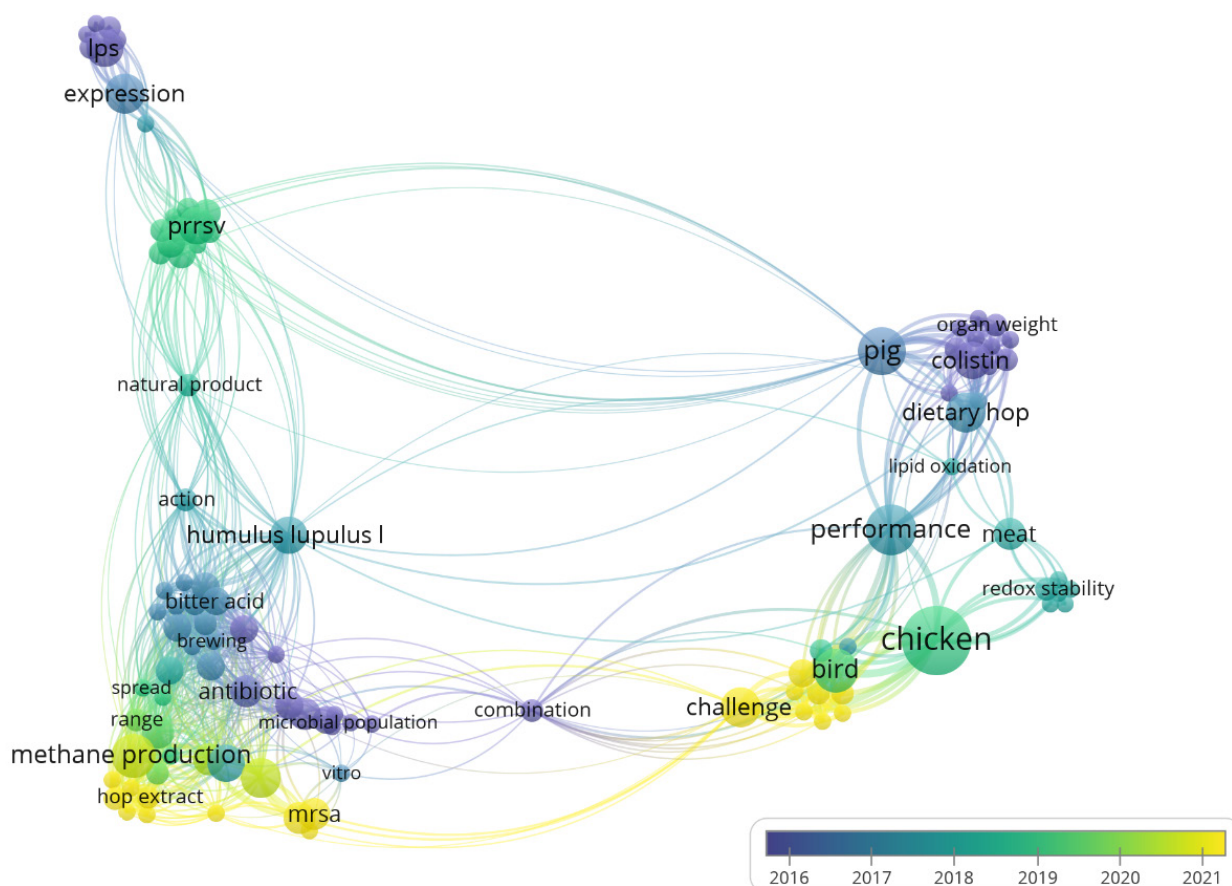 lps
expression
prrsv
organ weight
pig
colistin
natural product
dietary hop
lipid oxidation
action
humulus lupulus l
performance
meat
redox stability
bitter acid
brewing
chicken
bird
spread
antibiotic
range
microbial population
combination
challenge
methane production
vitro
hop extract
mrsa
2016 2017 2018 2019 2020 2021